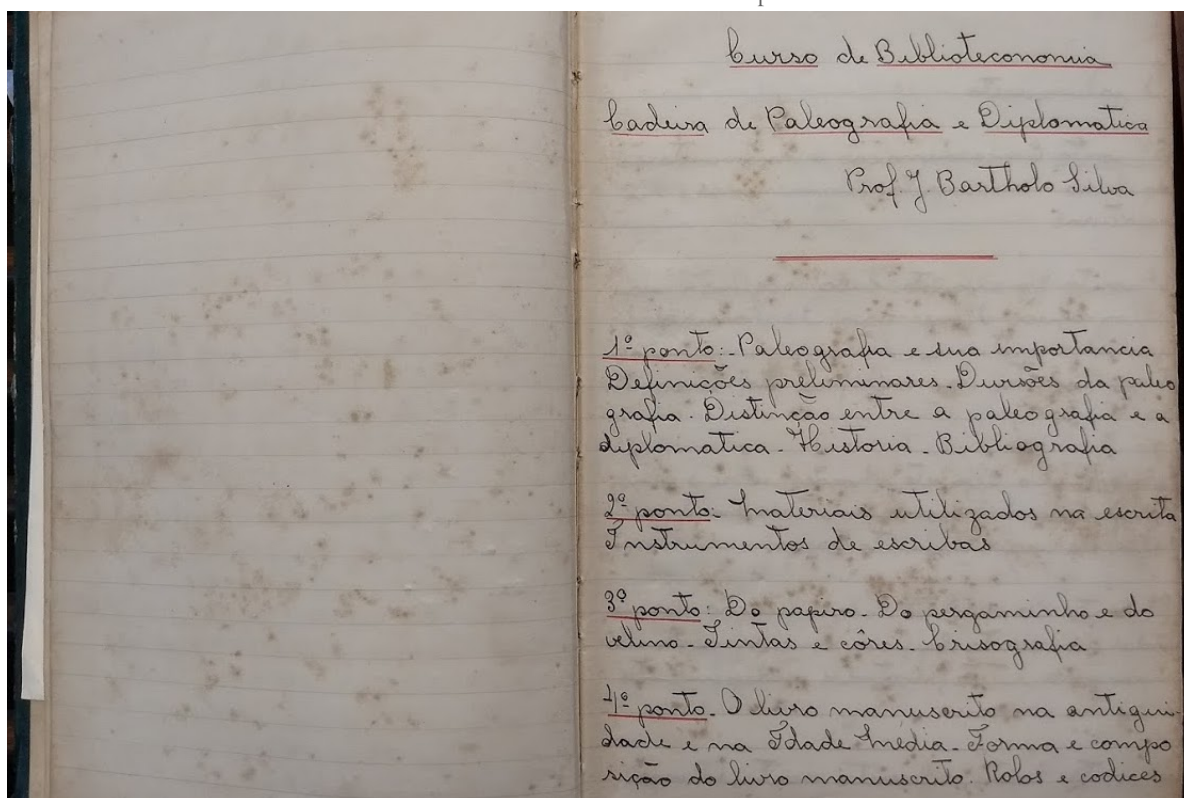 Curso de Biblioteconomia
Cadeira de Paleografia e Diplomatica
Prof. J. Bartholo Silva
1º ponto:-Paleografia e sua importancia
Definições preliminares. Divisões da paleo
grafia. Distinção entre a paleografia e a
diplomatica. Historia. Bibliografia
2º ponto: Materiais utilizados na escrita
Instrumentos de escribas
3º ponto: Do papiro. Do pergaminho e do
velino. Tintas e côres. Crisografia
4º ponto. O livro manuscrito na antigui-
dade e na Idade Média. Forma e compo
sição do livro manuscrito. Rolos e codices